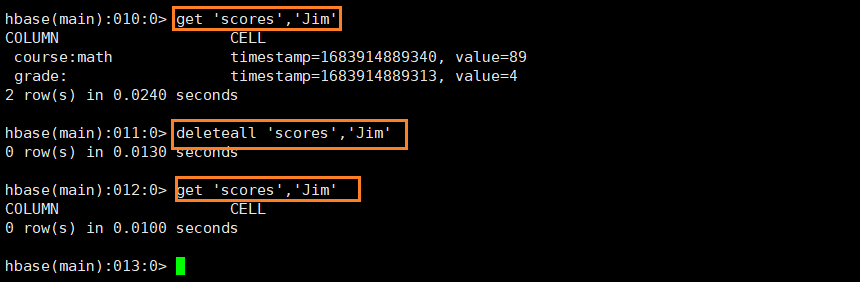 hbase(main):010:0> get 'scores','Jim'
COLUMN                    CELL
 course:math              timestamp=1683914889340, value=89
 grade:                   timestamp=1683914889313, value=4
2 row(s) in 0.0240 seconds
hbase(main):011:0> deleteall 'scores','Jim'
0 row(s) in 0.0130 seconds
hbase(main):012:0> get 'scores','Jim'
COLUMN                    CELL
0 row(s) in 0.0100 seconds
hbase(main):013:0>